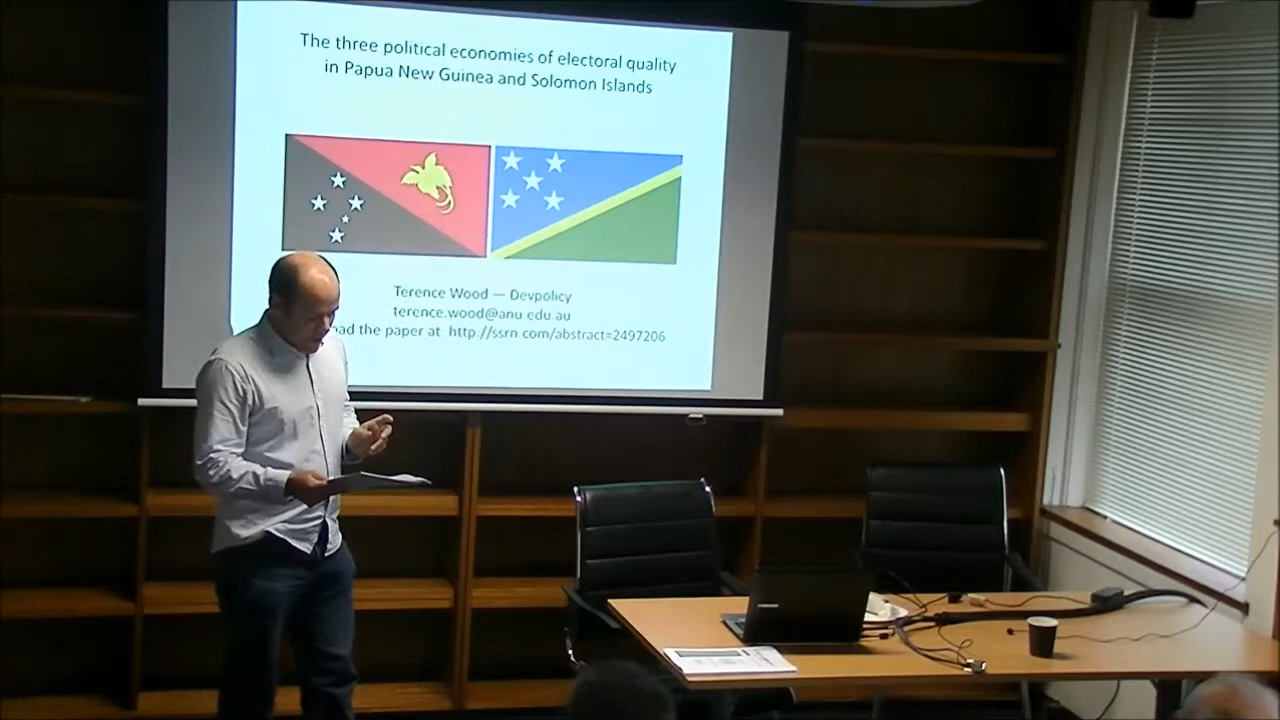 The three political economies of electoral quality
in Papua New Guinea and Solomon Islands
Terence Wood — Devpolicy
terence.wood@anu.edu.au
ead the paper at http://ssrn.com/abstract=2497206